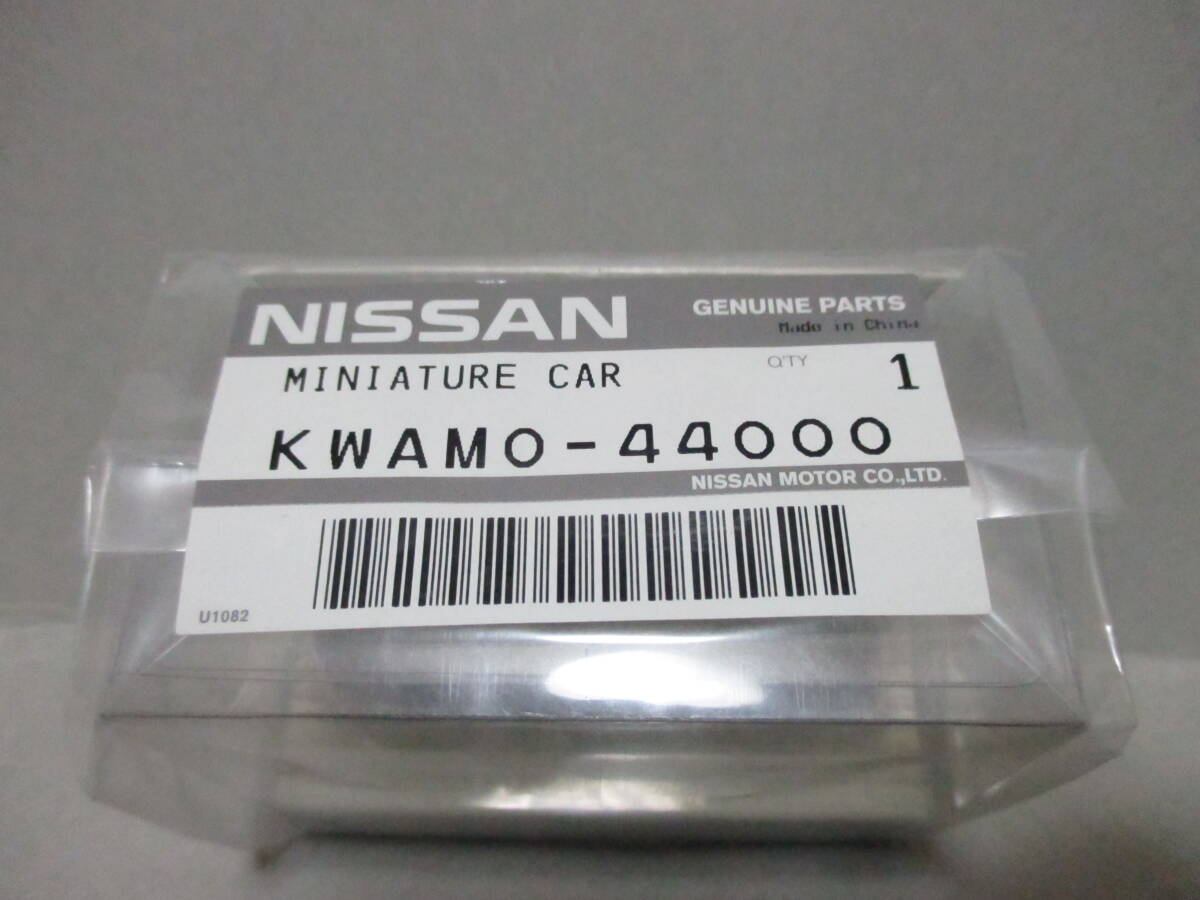 NISSAN
GENUINE PARTS
Made in China
MINIATURE CAR
Q'TY 1
KWAM0-44000
NISSAN MOTOR CO.,LTD.
U1082